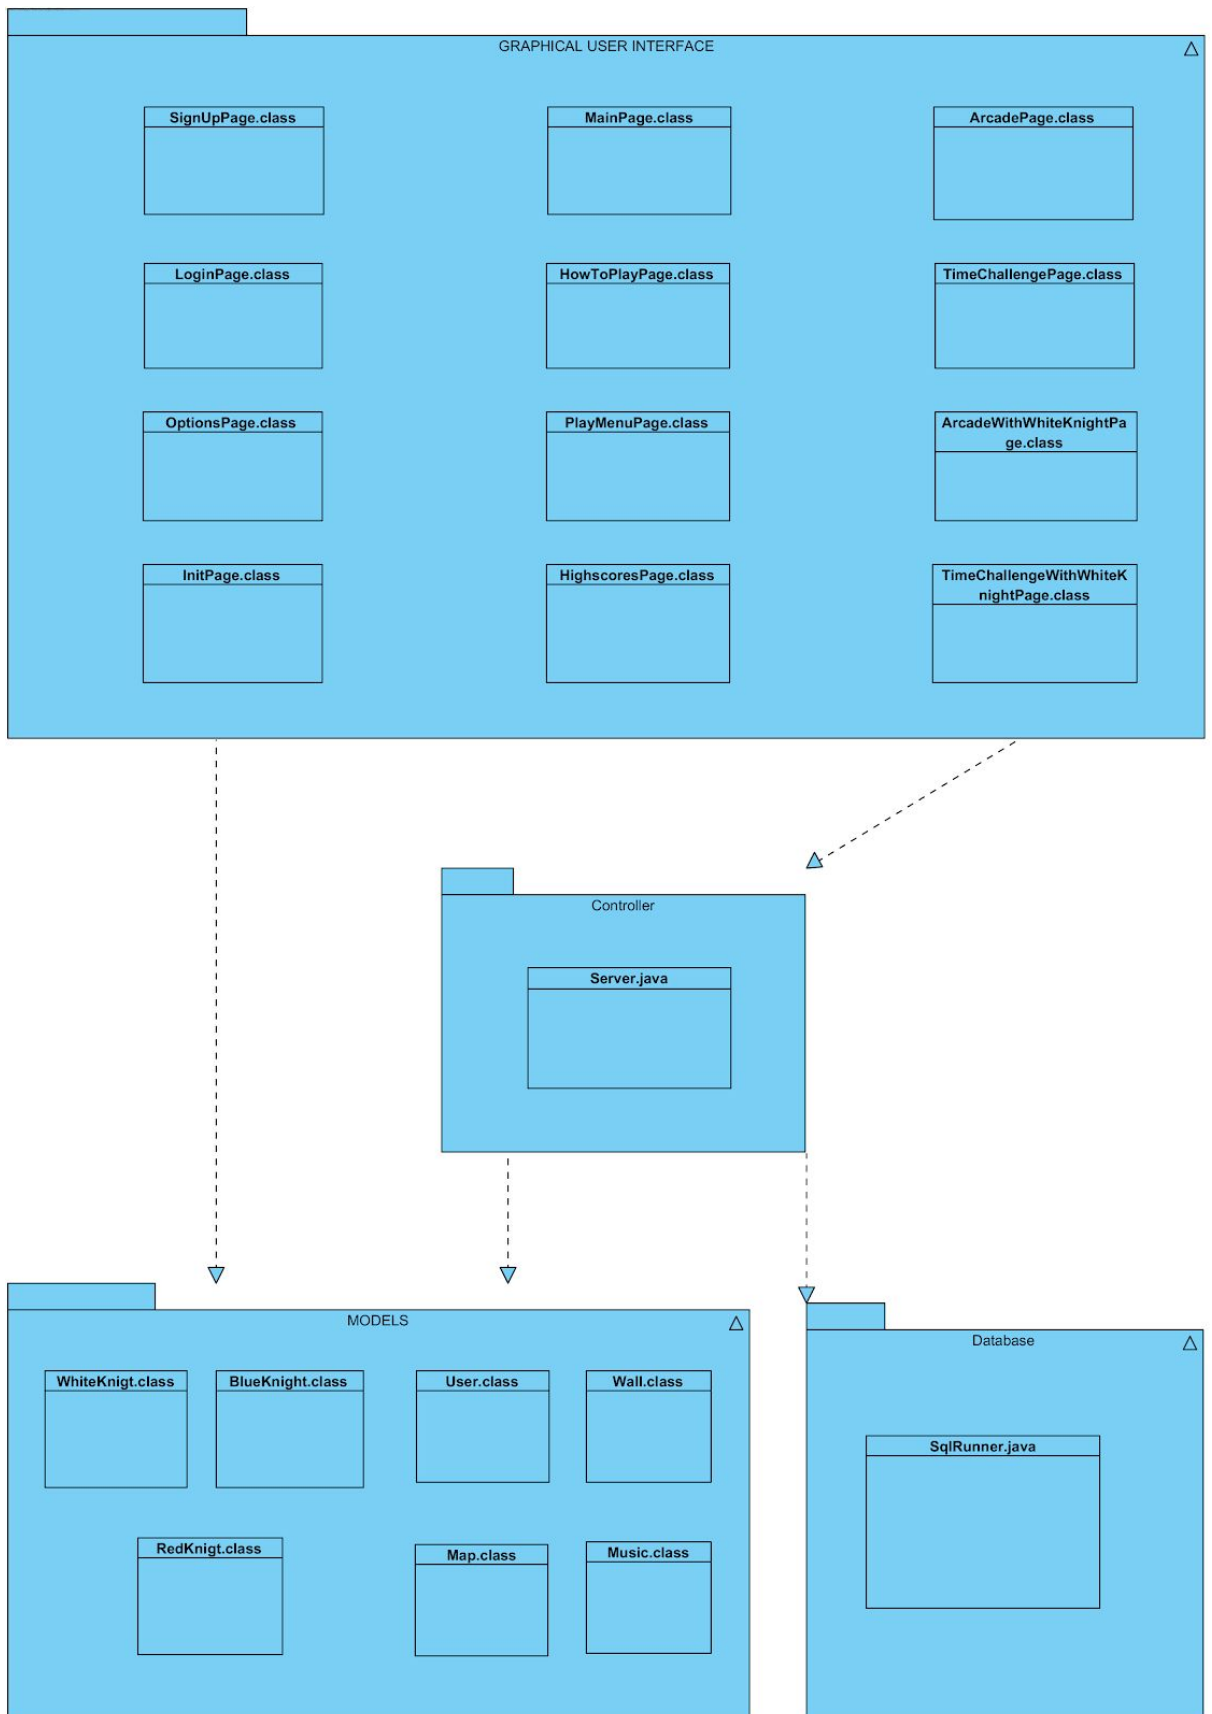 GRAPHICAL USER INTERFACE
SignUpPage.class
MainPage.class
ArcadePage.class
LoginPage.class
HowToPlayPage.class
TimeChallengePage.class
OptionsPage.class
PlayMenuPage.class
ArcadeWithWhiteKnightPa
ge.class
InitPage.class
HighscoresPage.class
TimeChallengeWithWhiteK
nightPage.class
Controller
Server.java
MODELS
WhiteKnigt.class
BlueKnight.class
User.class
Wall.class
RedKnigt.class
Map.class
Music.class
Database
SqlRunner.java